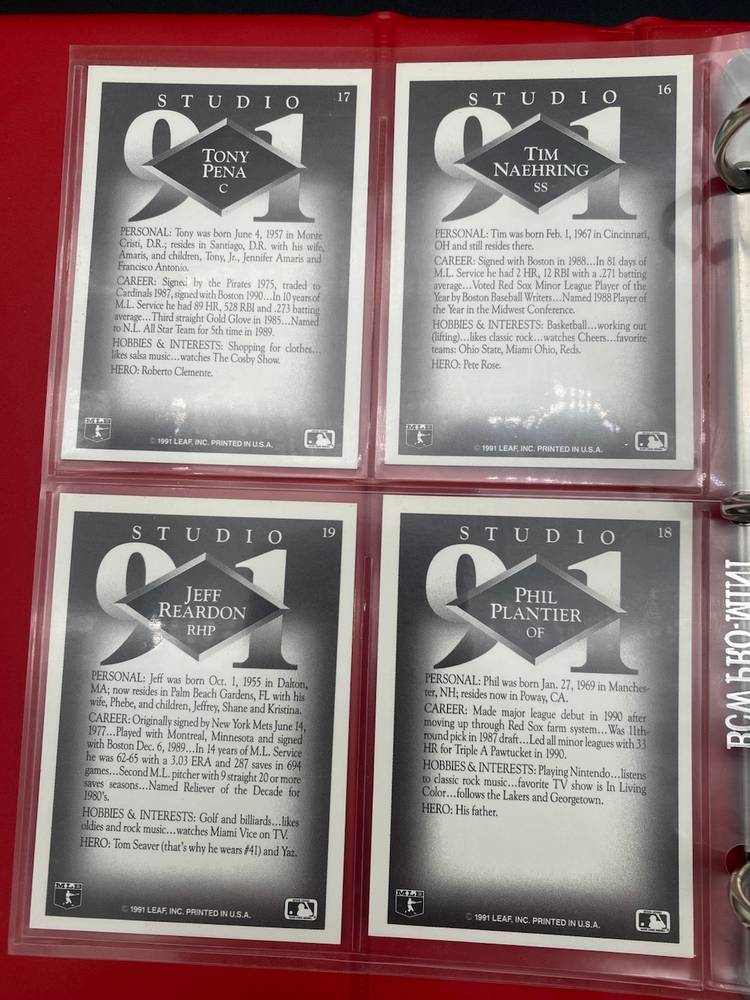 STUDIO 17
91
TONY
PENA
C
PERSONAL: Tony was born June 4, 1957 in Monte
Cristi, D.R.; resides in Santiago, D.R. with his wife,
Amaris, and children, Tony, Jr., Jennifer Amaris and
Francisco Antonio.
CAREER: Signed by the Pirates 1975, traded to
Cardinals 1987, signed with Boston 1990...In 10 years of
M.L. Service he had 89 HR, 528 RBI and .273 batting
average...Third straight Gold Glove in 1985...Named
to N.L. All Star Team for 5th time in 1989.
HOBBIES & INTERESTS: Shopping for clothes...
likes salsa music...watches The Cosby Show.
HERO: Roberto Clemente.
MLB
© 1991 LEAF, INC. PRINTED IN U.S.A.
STUDIO 16
91
TIM
NAEHRING
SS
PERSONAL: Tim was born Feb. 1, 1967 in Cincinnati,
OH and still resides there.
CAREER: Signed with Boston in 1988...In 81 days of
M.L. Service he had 2 HR, 12 RBI with a .271 batting
average...Voted Red Sox Minor League Player of the
Year by Boston Baseball Writers...Named 1988 Player of
the Year in the Midwest Conference.
HOBBIES & INTERESTS: Basketball...working out
(lifting)...likes classic rock...watches Cheers...favorite
teams: Ohio State, Miami Ohio, Reds.
HERO: Pete Rose.
MLB
© 1991 LEAF, INC. PRINTED IN U.S.A.
STUDIO 19
91
JEFF
REARDON
RHP
PERSONAL: Jeff was born Oct. 1, 1955 in Dalton,
MA; now resides in Palm Beach Gardens, FL with his
wife, Phebe, and children, Jeffrey, Shane and Kristina.
CAREER: Originally signed by New York Mets June 14,
1977...Played with Montreal, Minnesota and signed
with Boston Dec. 6, 1989...In 14 years of M.L. Service
he was 62-65 with a 3.03 ERA and 287 saves in 694
games...Second M.L. pitcher with 9 straight 20 or more
saves seasons...Named Reliever of the Decade for
1980's.
HOBBIES & INTERESTS: Golf and billiards...likes
oldies and rock music...watches Miami Vice on TV.
HERO: Tom Seaver (that's why he wears #41) and Yaz.
MLB
© 1991 LEAF, INC. PRINTED IN U.S.A.
STUDIO 18
91
PHIL
PLANTIER
OF
PERSONAL: Phil was born Jan. 27, 1969 in Manches-
ter, NH; resides now in Poway, CA.
CAREER: Made major league debut in 1990 after
moving up through Red Sox farm system...Was 11th-
round pick in 1987 draft...Led all minor leagues with 33
HR for Triple A Pawtucket in 1990.
HOBBIES & INTERESTS: Playing Nintendo...listens
to classic rock music...favorite TV show is In Living
Color...follows the Lakers and Georgetown.
HERO: His father.
MLB
© 1991 LEAF, INC. PRINTED IN U.S.A.
BCW PRO-MINI